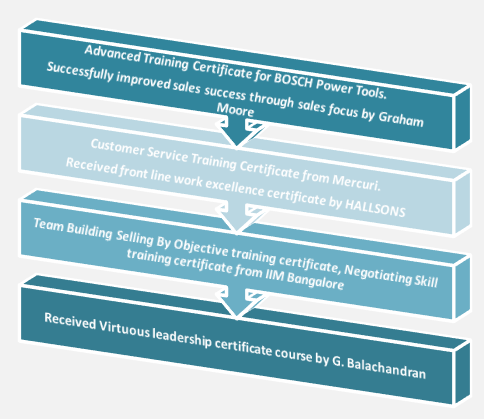 Advanced Training Certificate for BOSCH Power Tools.
Successfully improved sales success through sales focus by Graham
Moore
Customer Service Training Certificate from Mercuri.
Received front line work excellence certificate by HALLSONS
Team Building Selling By Objective training certificate, Negotiating Skill
training certificate from IIM Bangalore
Received Virtuous leadership certificate course by G. Balachandran